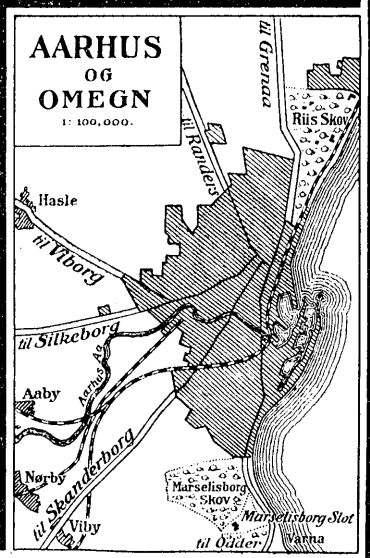 AARHUS
OG
OMEGN
1:100,000.
til Grenaa
Riis Skov
til Randers
Hasle
til Viborg
til Silkeborg
Aarhus Aa
Aaby
til Skanderborg
Nørby
Viby
Marselisborg
Skov
Marselisborg Slot
til Odder
Varna